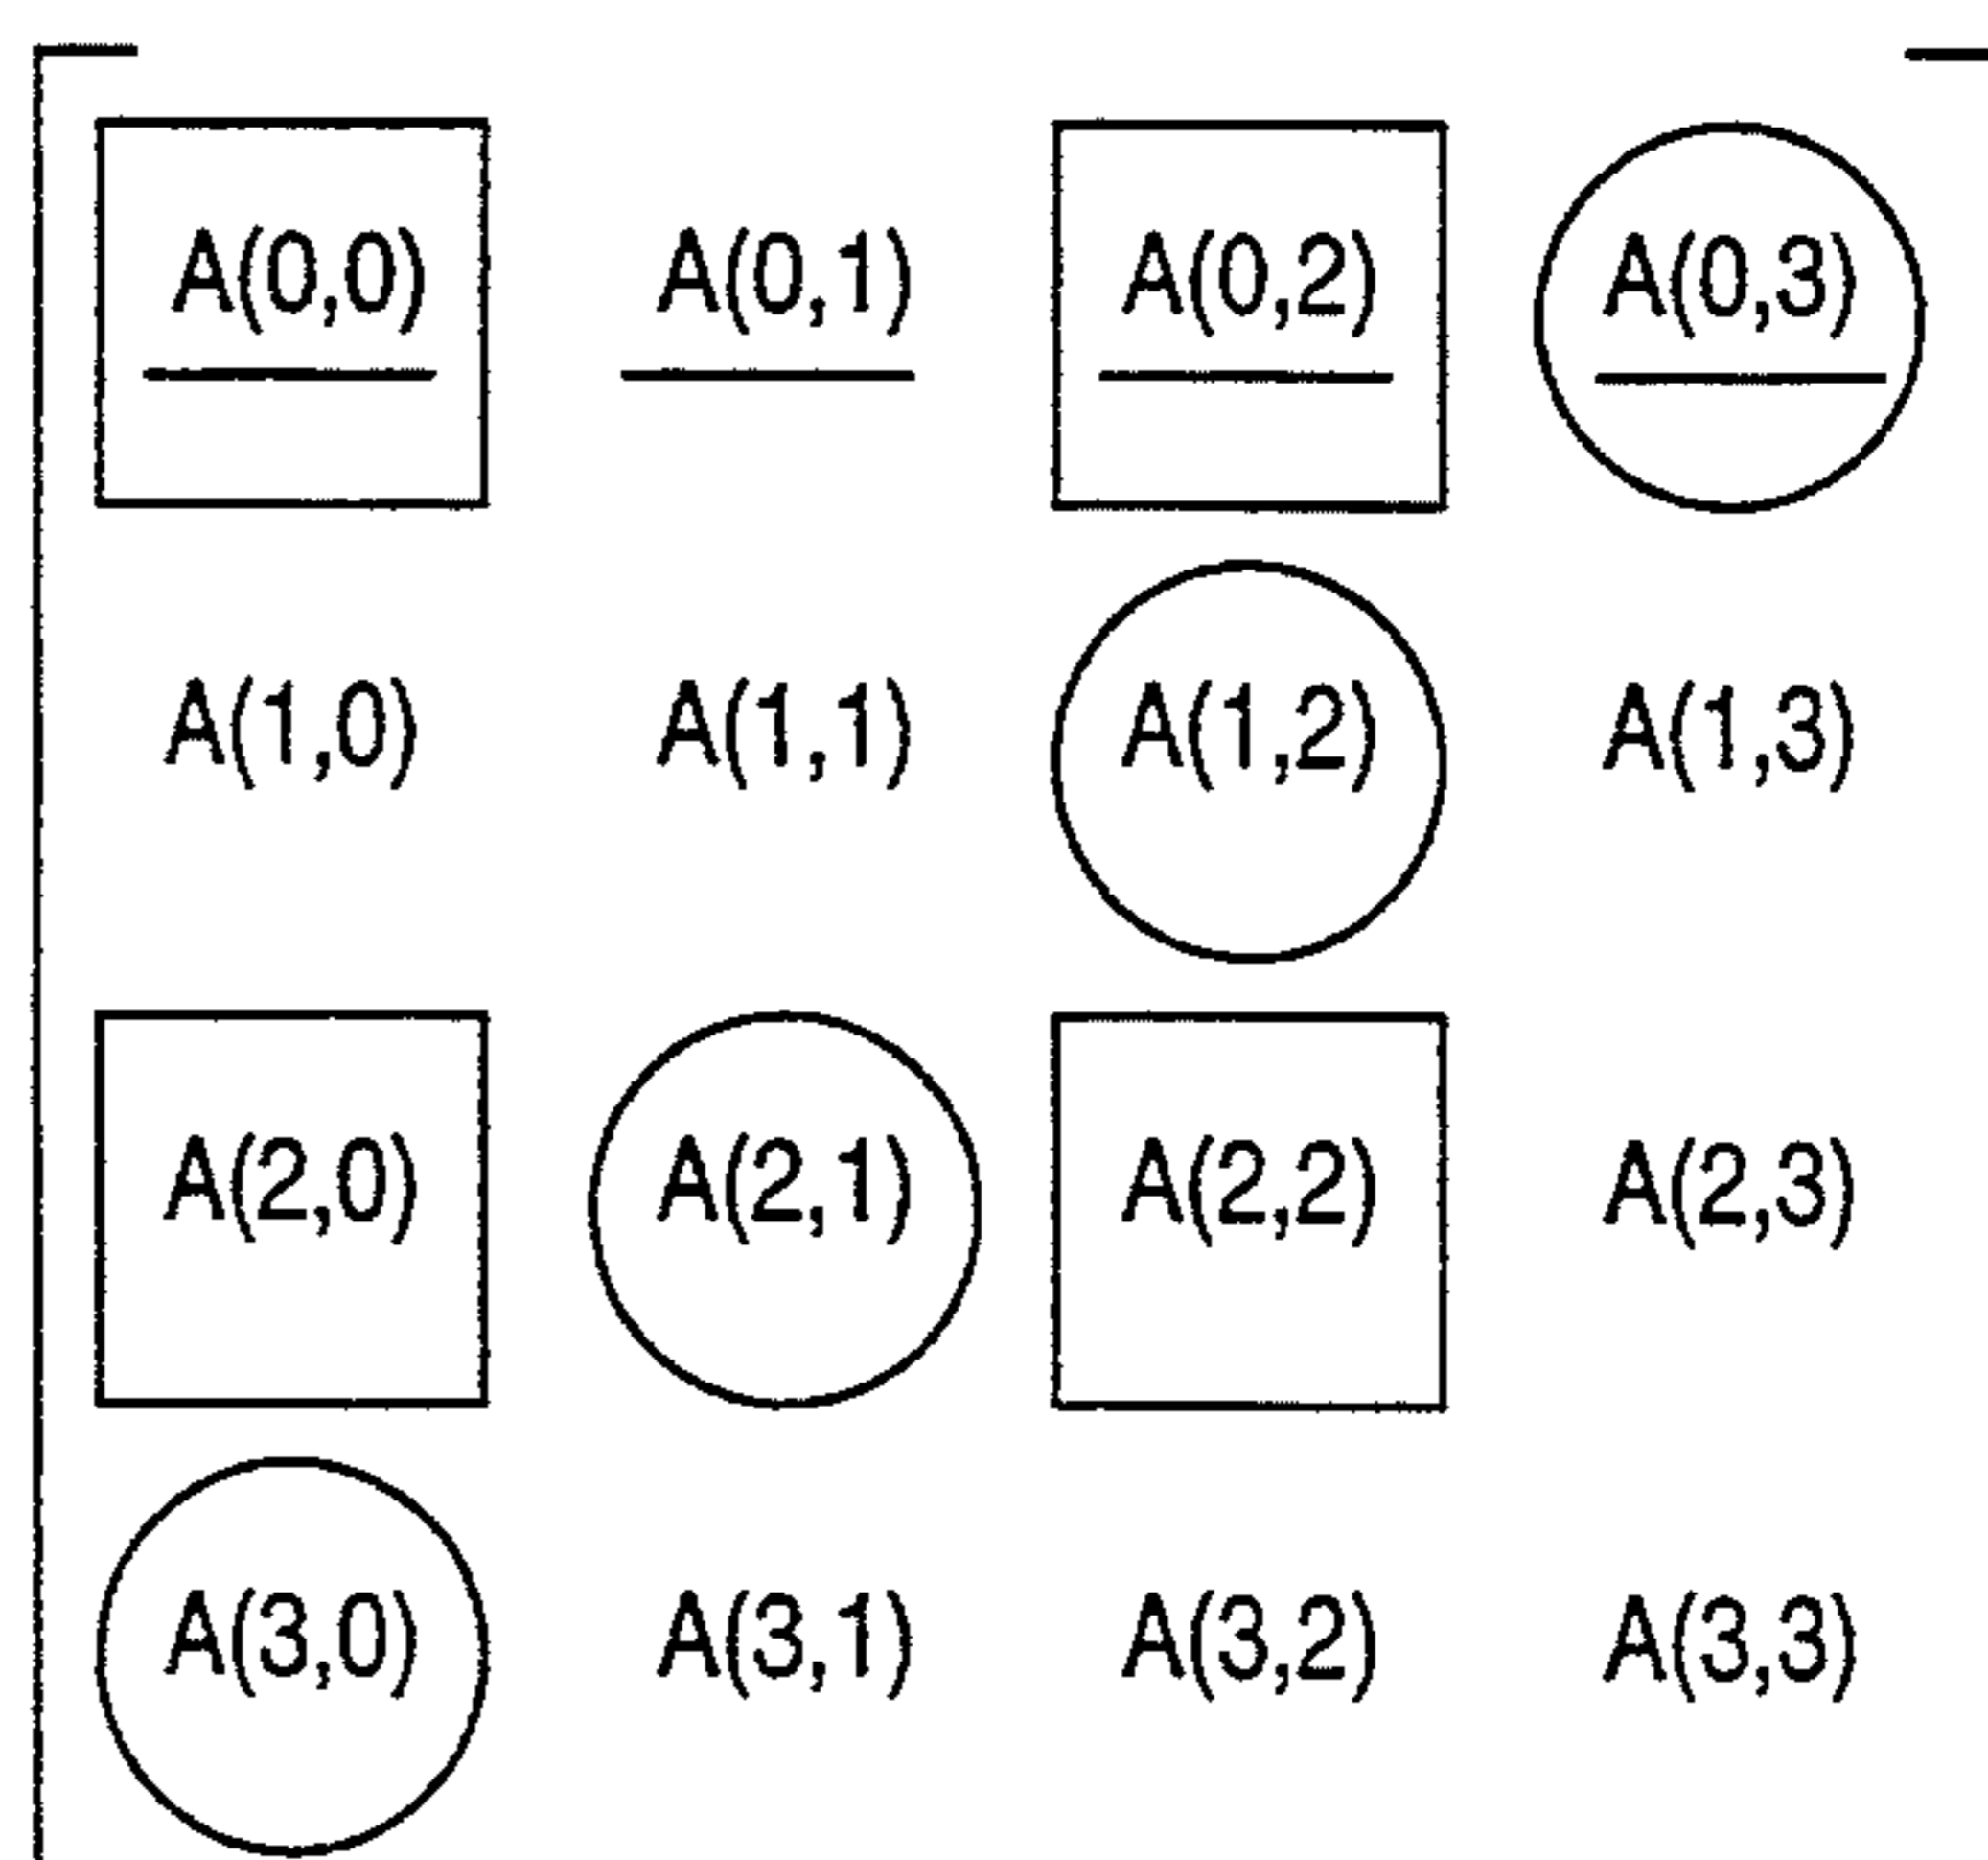 A(0,0) A(0,1) A(0,2) A(0,3)
A(1,0) A(1,1) A(1,2) A(1,3)
A(2,0) A(2,1) A(2,2) A(2,3)
A(3,0) A(3,1) A(3,2) A(3,3)